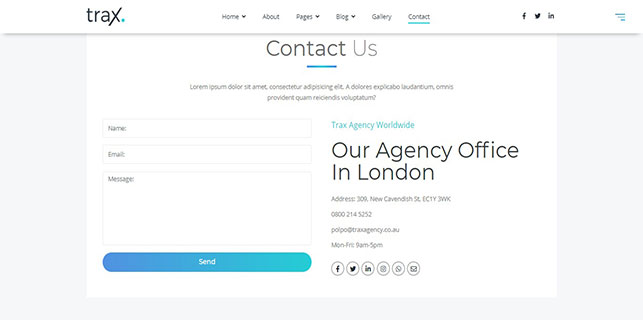 trax.
Home About Pages Blog Gallery Contact
Contact Us
Lorem ipsum dolor sit amet, consectetur adipisicing elit. A dolores explicabo laudantium, omnis
provident quam reiciendis voluptatum?
Name:
Email:
Message:
Send
Trax Agency Worldwide
Our Agency Office
In London
Address: 309, New Cavendish St, EC1Y 3WK
0800 214 5252
polpo@traxagency.co.au
Mon-Fri: 9am-5pm